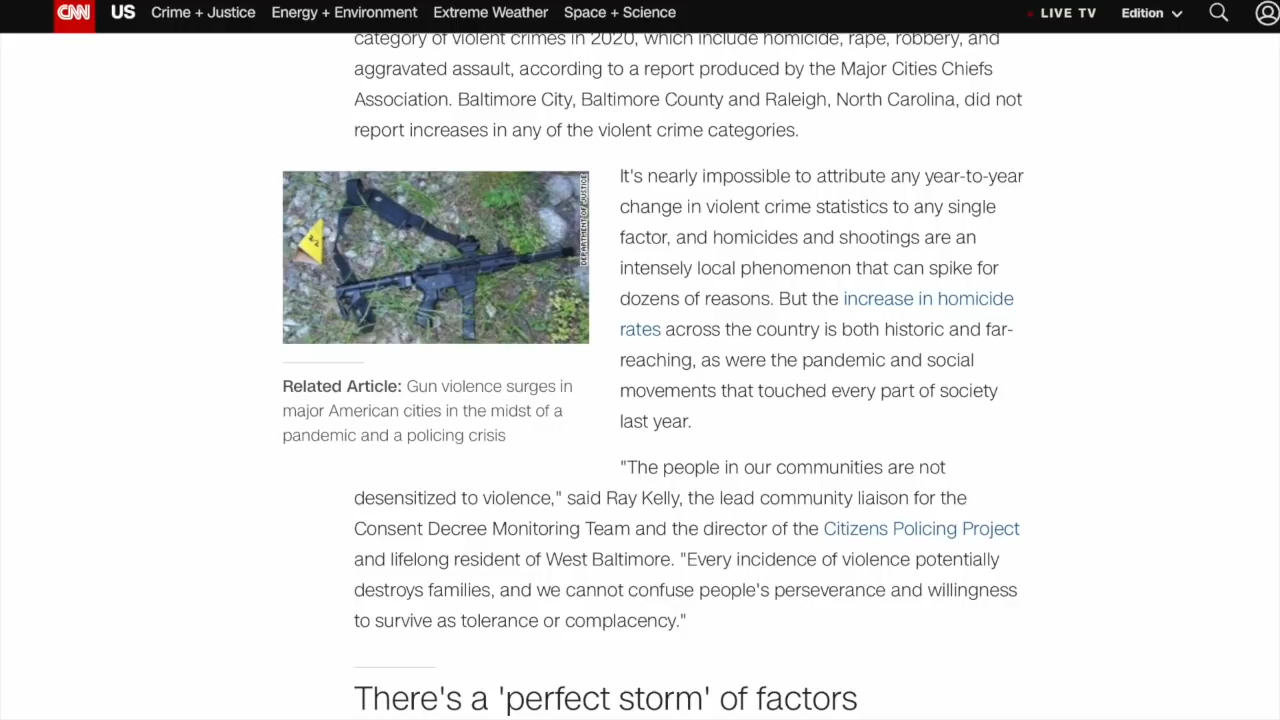 CNN US Crime + Justice Energy + Environment Extreme Weather Space + Science LIVE TV Edition
category of violent crimes in 2020, which include homicide, rape, robbery, and
aggravated assault, according to a report produced by the Major Cities Chiefs
Association. Baltimore City, Baltimore County and Raleigh, North Carolina, did not
report increases in any of the violent crime categories.
DEPARTMENT OF JUSTICE
Related Article: Gun violence surges in
major American cities in the midst of a
pandemic and a policing crisis
It's nearly impossible to attribute any year-to-year
change in violent crime statistics to any single
factor, and homicides and shootings are an
intensely local phenomenon that can spike for
dozens of reasons. But the increase in homicide
rates across the country is both historic and far-
reaching, as were the pandemic and social
movements that touched every part of society
last year.
"The people in our communities are not
desensitized to violence," said Ray Kelly, the lead community liaison for the
Consent Decree Monitoring Team and the director of the Citizens Policing Project
and lifelong resident of West Baltimore. "Every incidence of violence potentially
destroys families, and we cannot confuse people's perseverance and willingness
to survive as tolerance or complacency."
There's a 'perfect storm' of factors